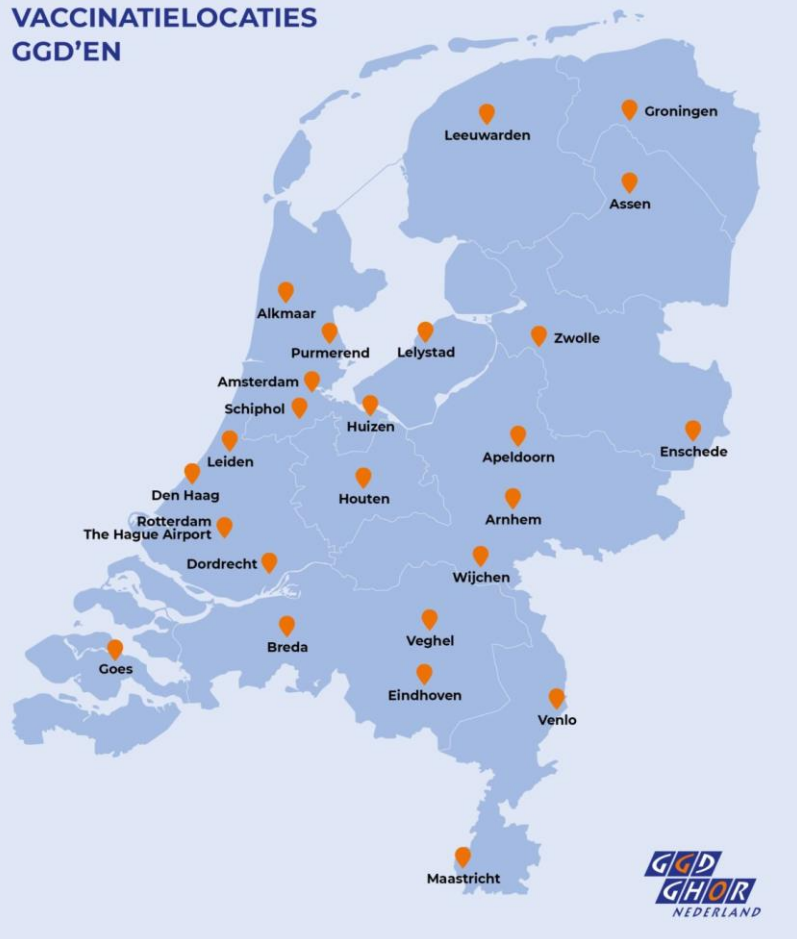 VACCINATIELOCATIES
GGD'EN
Leeuwarden
Groningen
Assen
Alkmaar
Purmerend
Lelystad
Zwolle
Amsterdam
Schiphol
Huizen
Leiden
Apeldoorn
Enschede
Den Haag
Houten
Rotterdam
The Hague Airport
Arnhem
Dordrecht
Wijchen
Breda
Veghel
Goes
Eindhoven
Venlo
Maastricht
GGD
GHOR
NEDERLAND